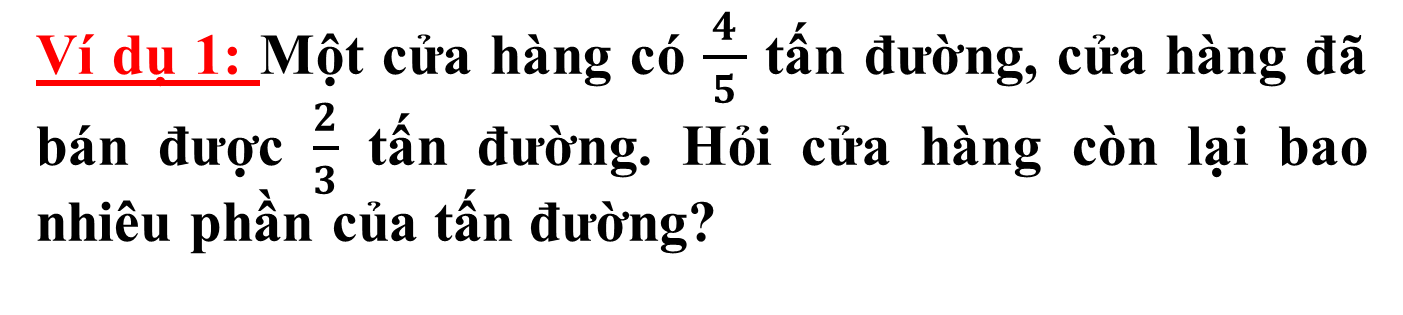 Ví dụ 1: Một cửa hàng có 4/5 tấn đường, cửa hàng đã
bán được 2/3 tấn đường. Hỏi cửa hàng còn lại bao
nhiêu phần của tấn đường?